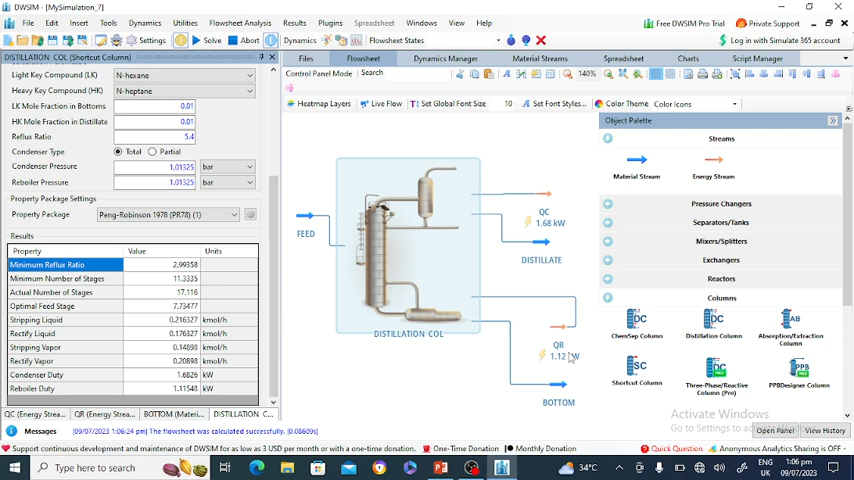 DWSIM - [MySimulation_7]
File Edit Insert Tools Dynamics Utilities Flowsheet Analysis Results Plugins Spreadsheet Windows View Help
Free DWSIM Pro Trial Private Support
Settings Solve Abort Dynamics Flowsheet States
Log in with Simulate 365 account
DISTILLATION COL (Shortcut Column)
Files Flowsheet Dynamics Manager Material Streams Spreadsheet Charts Script Manager
Control Panel Mode Search 140%
Heatmap Layers Live Flow Set Global Font Size 10 Set Font Styles... Color Theme Color Icons
Light Key Compound (LK) N-hexane
Heavy Key Compound (HK) N-heptane
LK Mole Fraction in Bottoms 0.01
HK Mole Fraction in Distillate 0.01
Reflux Ratio 5.4
Condenser Type Total Partial
Condenser Pressure 1.01325 bar
Reboiler Pressure 1.01325 bar
Property Package Settings
Property Package Peng-Robinson 1978 (PR78) (1)
Results
Property Value Units
Minimum Reflux Ratio 2.99358
Minimum Number of Stages 11.3335
Actual Number of Stages 17.116
Optimal Feed Stage 7.73477
Stripping Liquid 0.216327 kmol/h
Rectify Liquid 0.176327 kmol/h
Stripping Vapor 0.14898 kmol/h
Rectify Vapor 0.20898 kmol/h
Condenser Duty 1.6826 kW
Reboiler Duty 1.11548 kW
QC (Energy Strea... QR (Energy Strea... BOTTOM (Materi... DISTILLATION C...
FEED
QC
1.68 kW
DISTILLATE
DISTILLATION COL
QR
1.12 kW
BOTTOM
Object Palette
Streams
Material Stream Energy Stream
Pressure Changers
Separators/Tanks
Mixers/Splitters
Exchangers
Reactors
Columns
ChemSep Column Distillation Column Absorption/Extraction Column
Shortcut Column Three-Phase/Reactive Column (Pro) PPBDesigner Column
Activate Windows
Open Panel View History
Messages [09/07/2023 1:06:24 pm] The flowsheet was calculated successfully. [0.08609s]
Support continuous development and maintenance of DWSIM for as low as 3 USD per month or with a one-time donation. One-Time Donation Monthly Donation Quick Question Anonymous Analytics Sharing is OFF
Type here to search
34°C
ENG
UK
1:06 pm
09/07/2023